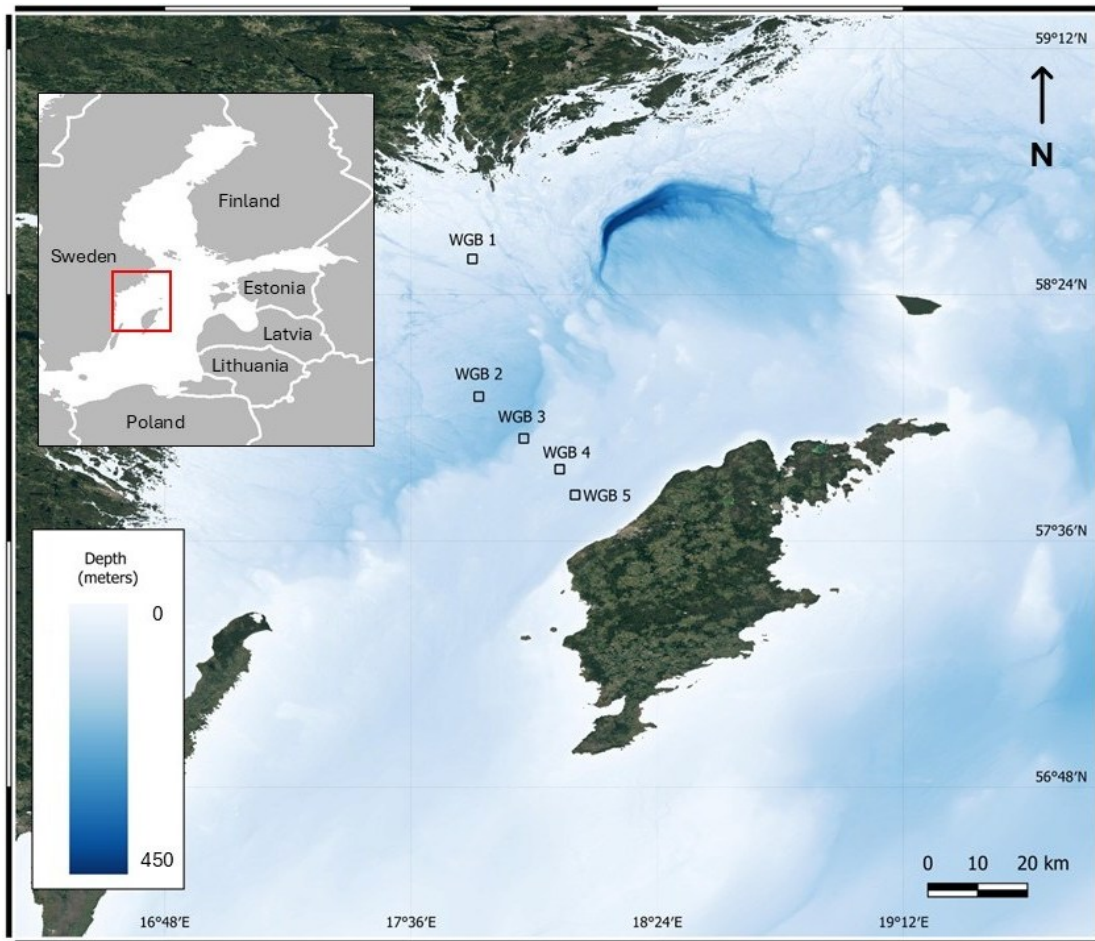 59°12′N
N
Finland
Sweden
Estonia
Latvia
Lithuania
Poland
WGB 1
58°24′N
WGB 2
WGB 3
WGB 4
WGB 5
57°36′N
Depth
(meters)
0
450
56°48′N
0 10 20 km
16°48′E 17°36′E 18°24′E 19°12′E